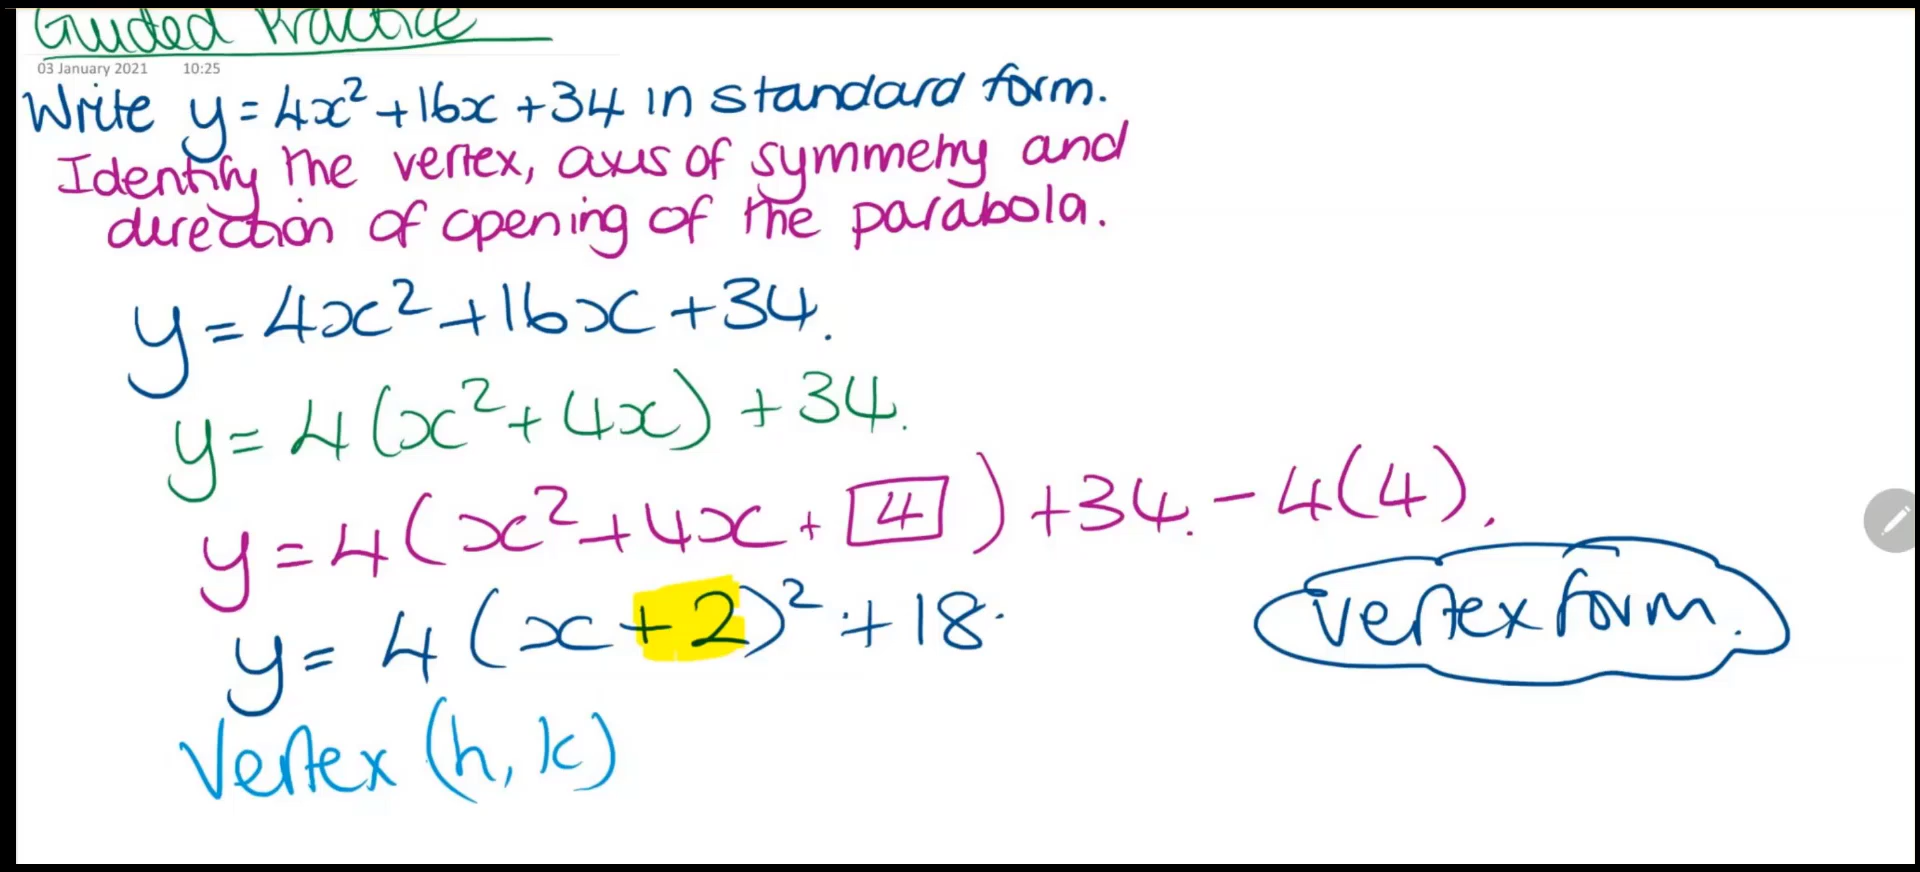 Guided Practice
03 January 2021 10:25
Write y = 4x² + 16x + 34 in standard form.
Identify the vertex, axis of symmetry and
direction of opening of the parabola.
y = 4x² + 16x + 34.
y = 4(x² + 4x) + 34.
y = 4(x² + 4x + 4) + 34. - 4(4).
y = 4(x + 2)² + 18.
vertex form.
Vertex (h, k)